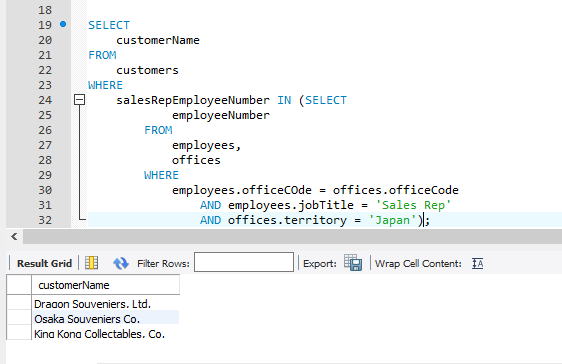 18
19 SELECT
20 customerName
21 FROM
22 customers
23 WHERE
24 salesRepEmployeeNumber IN (SELECT
25 employeeNumber
26 FROM
27 employees,
28 offices
29 WHERE
30 employees.officeCOde = offices.officeCode
31 AND employees.jobTitle = 'Sales Rep'
32 AND offices.territory = 'Japan');
Result Grid Filter Rows: Export: Wrap Cell Content: IA
customerName
Dragon Souveniers, Ltd.
Osaka Souveniers Co.
King Kong Collectables, Co.